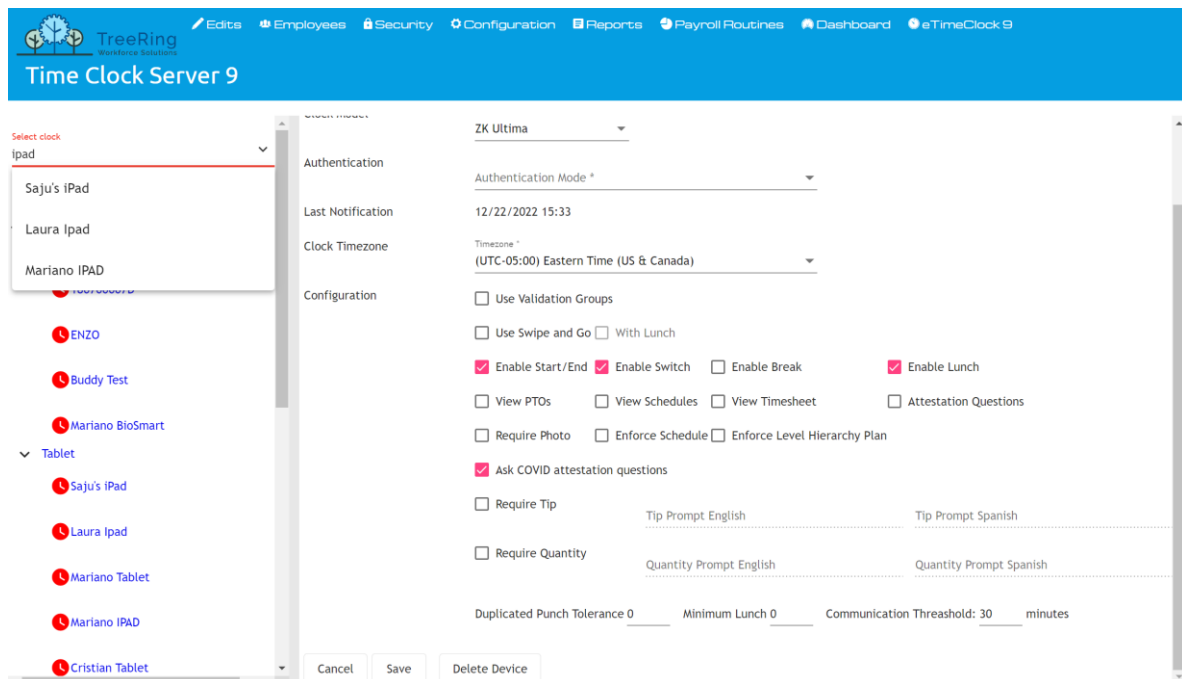 Edits Employees Security Configuration Reports Payroll Routines Dashboard eTimeClock 9
TreeRing
Workforce Solutions
Time Clock Server 9
Select clock
ipad
Saju's iPad
Laura Ipad
Mariano IPAD
ENZO
Buddy Test
Mariano BioSmart
Tablet
Saju's iPad
Laura Ipad
Mariano Tablet
Mariano IPAD
Cristian Tablet
Clock Model
ZK Ultima
Authentication
Authentication Mode *
Last Notification 12/22/2022 15:33
Clock Timezone
Timezone *
(UTC-05:00) Eastern Time (US & Canada)
Configuration
Use Validation Groups
Use Swipe and Go With Lunch
Enable Start/End Enable Switch Enable Break Enable Lunch
View PTOs View Schedules View Timesheet Attestation Questions
Require Photo Enforce Schedule Enforce Level Hierarchy Plan
Ask COVID attestation questions
Require Tip
Tip Prompt English Tip Prompt Spanish
Require Quantity
Quantity Prompt English Quantity Prompt Spanish
Duplicated Punch Tolerance 0 Minimum Lunch 0 Communication Threashold: 30 minutes
Cancel Save Delete Device